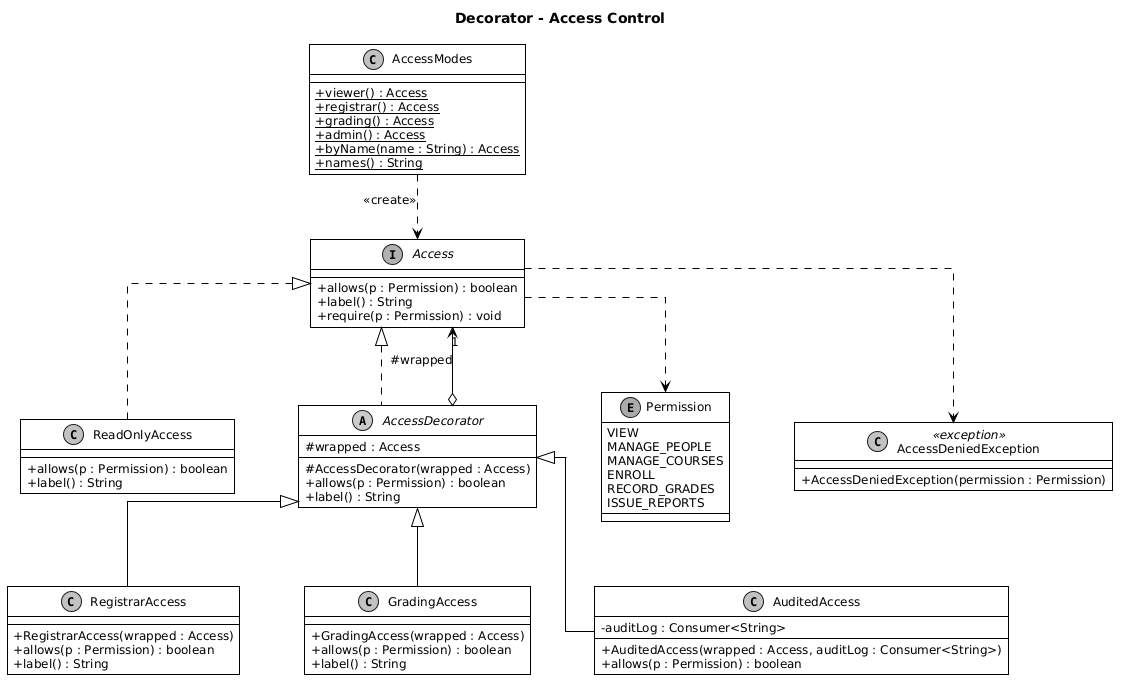 Decorator - Access Control
C AccessModes
+viewer() : Access
+registrar() : Access
+grading() : Access
+admin() : Access
+byName(name : String) : Access
+names() : String
«create»
I Access
+allows(p : Permission) : boolean
+label() : String
+require(p : Permission) : void
1
#wrapped
C ReadOnlyAccess
+allows(p : Permission) : boolean
+label() : String
A AccessDecorator
#wrapped : Access
#AccessDecorator(wrapped : Access)
+allows(p : Permission) : boolean
+label() : String
E Permission
VIEW
MANAGE_PEOPLE
MANAGE_COURSES
ENROLL
RECORD_GRADES
ISSUE_REPORTS
«exception»
C AccessDeniedException
+AccessDeniedException(permission : Permission)
C RegistrarAccess
+RegistrarAccess(wrapped : Access)
+allows(p : Permission) : boolean
+label() : String
C GradingAccess
+GradingAccess(wrapped : Access)
+allows(p : Permission) : boolean
+label() : String
C AuditedAccess
-auditLog : Consumer<String>
+AuditedAccess(wrapped : Access, auditLog : Consumer<String>)
+allows(p : Permission) : boolean